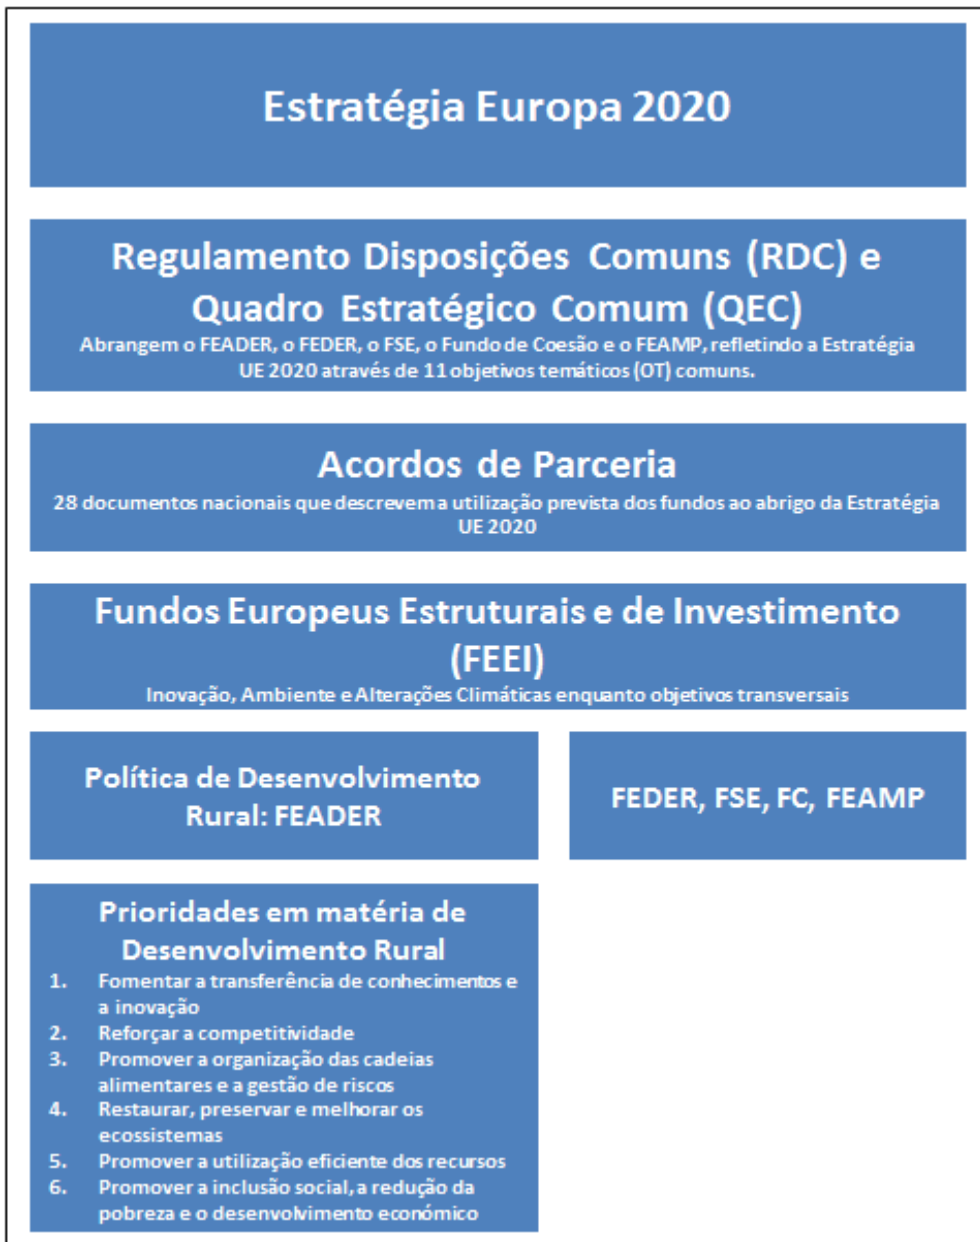 Estratégia Europa 2020
Regulamento Disposições Comuns (RDC) e
Quadro Estratégico Comum (QEC)
Abrangem o FEADER, o FEDER, o FSE, o Fundo de Coesão e o FEAMP, refletindo a Estratégia
UE 2020 através de 11 objetivos temáticos (OT) comuns.
Acordos de Parceria
28 documentos nacionais que descrevem a utilização prevista dos fundos ao abrigo da Estratégia
UE 2020
Fundos Europeus Estruturais e de Investimento
(FEEI)
Inovação, Ambiente e Alterações Climáticas enquanto objetivos transversais
Política de Desenvolvimento
Rural: FEADER
FEDER, FSE, FC, FEAMP
Prioridades em matéria de
Desenvolvimento Rural
1. Fomentar a transferência de conhecimentos e
a inovação
2. Reforçar a competitividade
3. Promover a organização das cadeias
alimentares e a gestão de riscos
4. Restaurar, preservar e melhorar os
ecossistemas
5. Promover a utilização eficiente dos recursos
6. Promover a inclusão social, a redução da
pobreza e o desenvolvimento económico